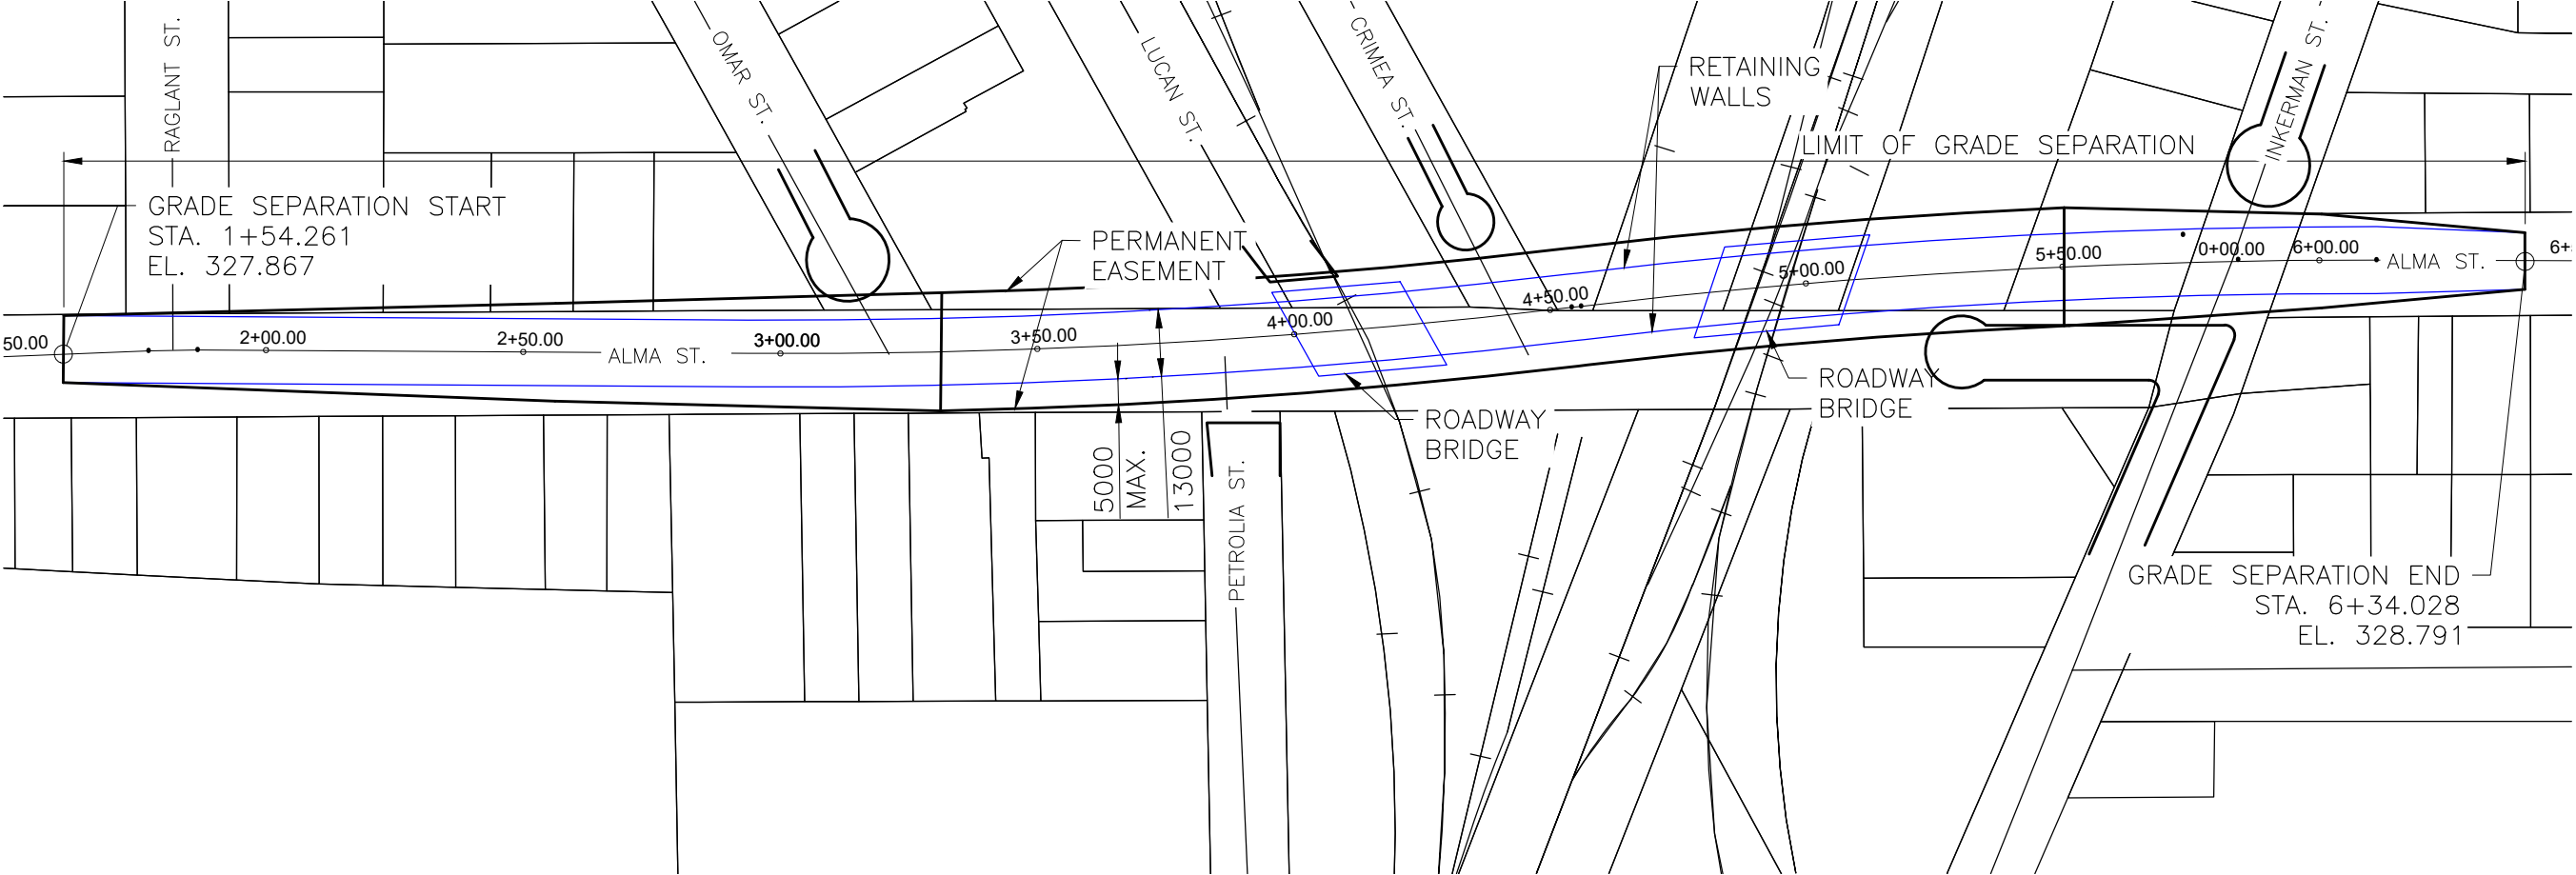 RAGLANT ST.
OMAR ST.
LUCAN ST.
CRIMEA ST.
RETAINING
WALLS
INKERMAN ST.
LIMIT OF GRADE SEPARATION
GRADE SEPARATION START
STA. 1+54.261
EL. 327.867
PERMANENT
EASEMENT
50.00
2+00.00
2+50.00
ALMA ST.
3+00.00
3+50.00
4+00.00
4+50.00
5+00.00
5+50.00
0+00.00
6+00.00
ALMA ST.
6+
5000
MAX.
13000
PETROLIA ST.
ROADWAY
BRIDGE
ROADWAY
BRIDGE
GRADE SEPARATION END
STA. 6+34.028
EL. 328.791